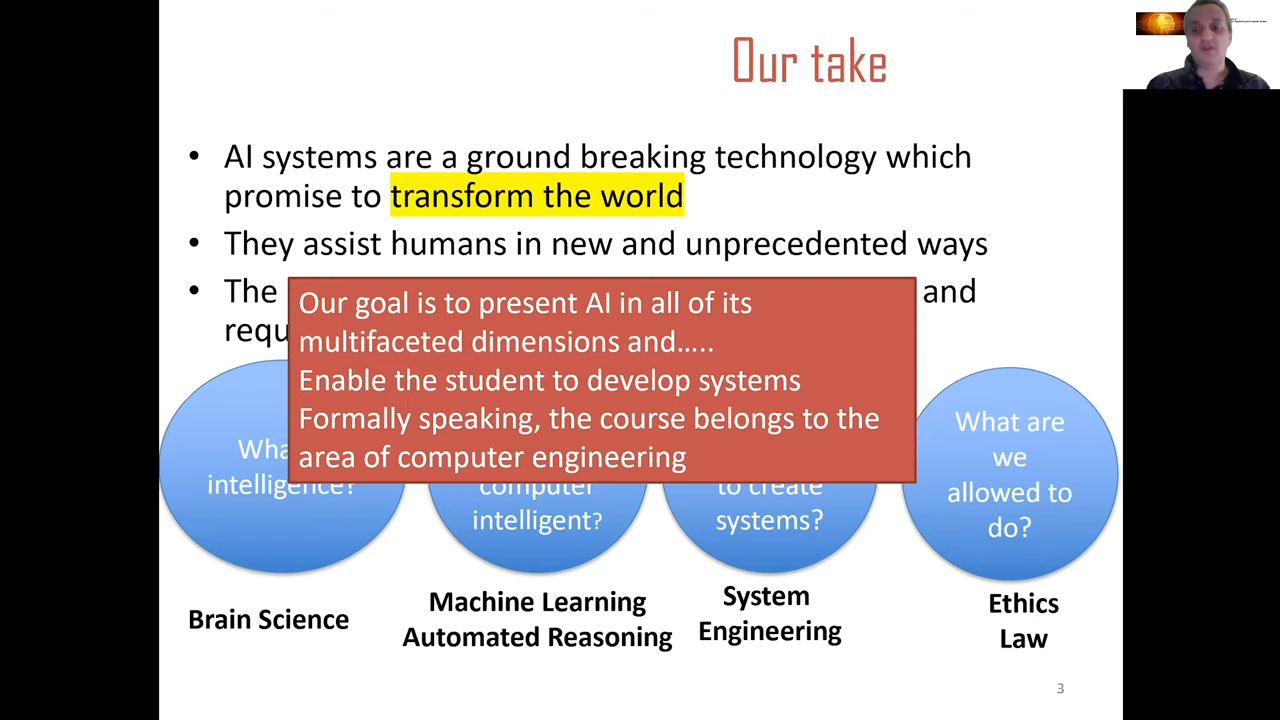 Our take
• AI systems are a ground breaking technology which
promise to transform the world
• They assist humans in new and unprecedented ways
• The and
requ
Our goal is to present AI in all of its
multifaceted dimensions and…..
Enable the student to develop systems
Formally speaking, the course belongs to the
area of computer engineering
intelligence?
computer
intelligent?
to create
systems?
What are
we
allowed to
do?
Brain Science
Machine Learning
Automated Reasoning
System
Engineering
Ethics
Law
3